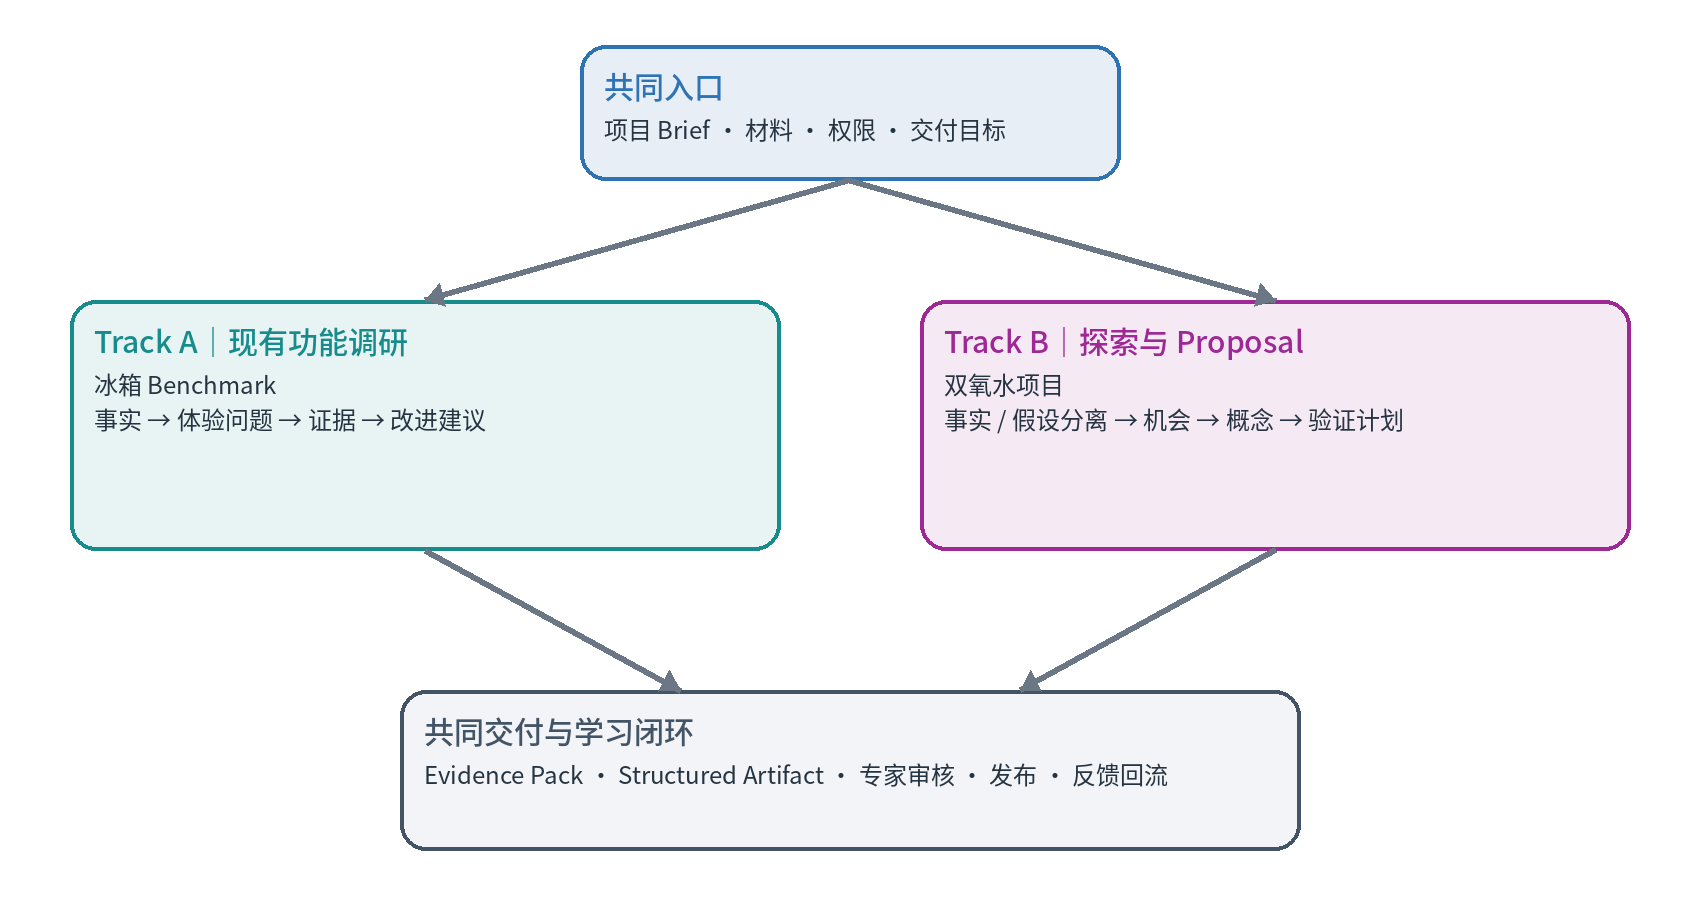 共同入口
项目 Brief • 材料 • 权限 • 交付目标
Track A｜现有功能调研
冰箱 Benchmark
事实 → 体验问题 → 证据 → 改进建议
Track B｜探索与 Proposal
双氧水项目
事实 / 假设分离 → 机会 → 概念 → 验证计划
共同交付与学习闭环
Evidence Pack • Structured Artifact • 专家审核 • 发布 • 反馈回流